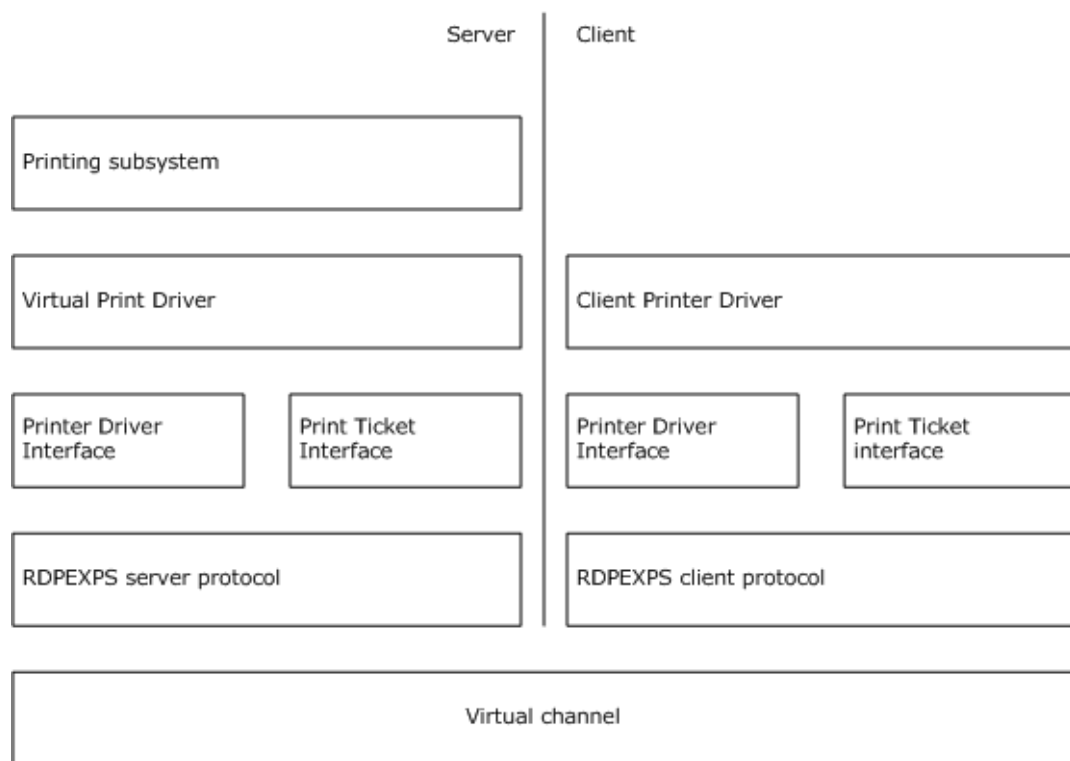 Server
Client
Printing subsystem
Virtual Print Driver
Client Printer Driver
Printer Driver
Interface
Print Ticket
Interface
Printer Driver
Interface
Print Ticket
interface
RDPEXPS server protocol
RDPEXPS client protocol
Virtual channel